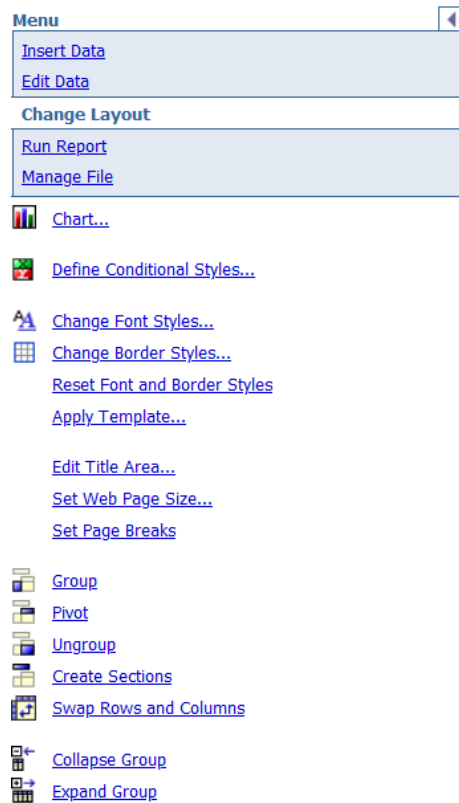 Menu
Insert Data
Edit Data
Change Layout
Run Report
Manage File
Chart...
Define Conditional Styles...
Change Font Styles...
Change Border Styles...
Reset Font and Border Styles
Apply Template...
Edit Title Area...
Set Web Page Size...
Set Page Breaks
Group
Pivot
Ungroup
Create Sections
Swap Rows and Columns
Collapse Group
Expand Group